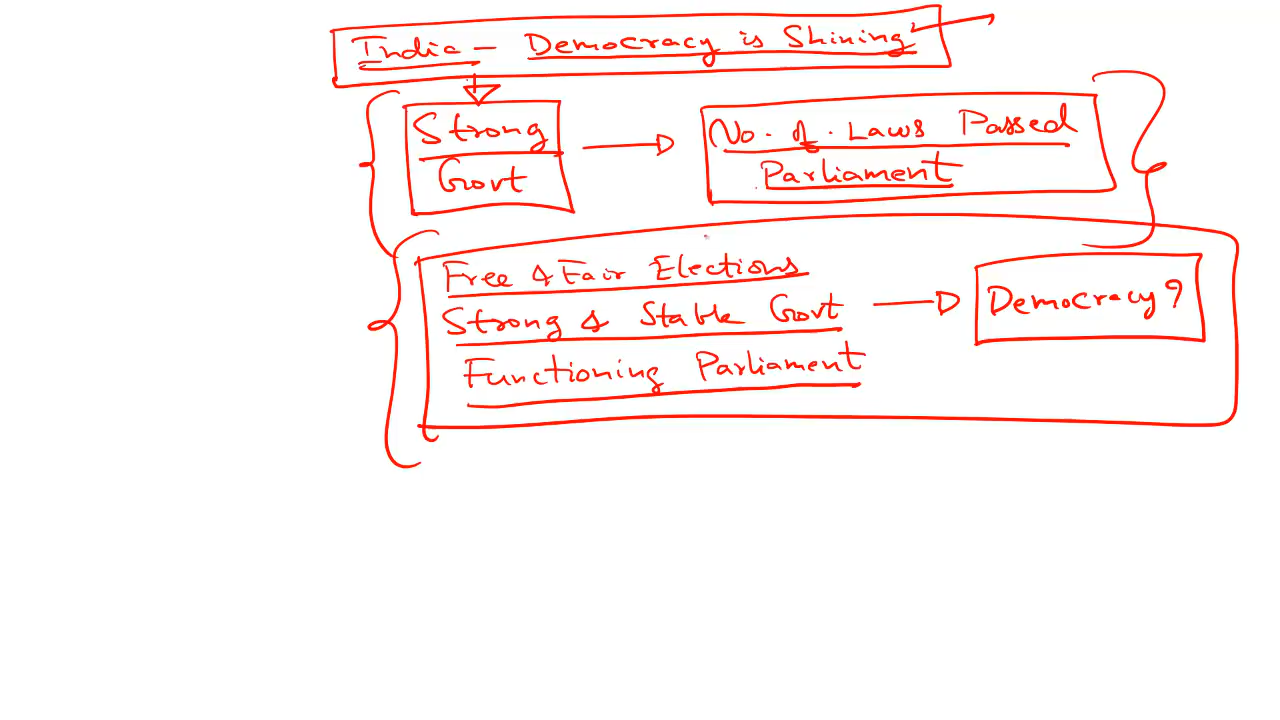 India - Democracy is Shining
Strong
Govt
No. of. Laws Passed
Parliament
Free & Fair Elections
Strong & Stable Govt
Functioning Parliament
Democracy?